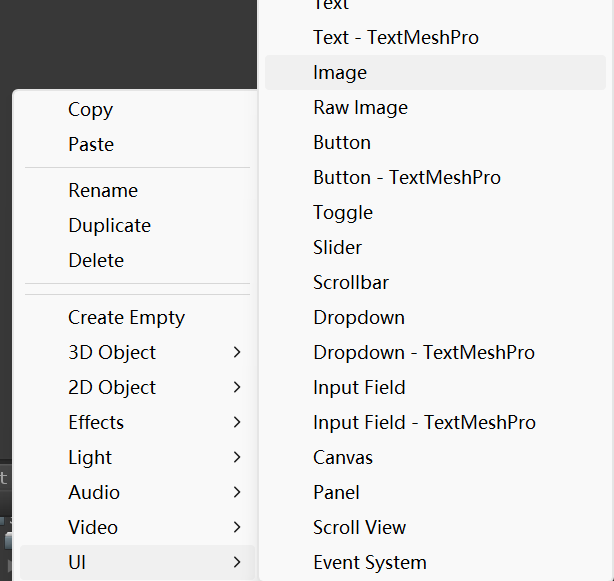 Copy
Paste
Rename
Duplicate
Delete
Create Empty
3D Object
2D Object
Effects
Light
Audio
Video
UI
Text
Text - TextMeshPro
Image
Raw Image
Button
Button - TextMeshPro
Toggle
Slider
Scrollbar
Dropdown
Dropdown - TextMeshPro
Input Field
Input Field - TextMeshPro
Canvas
Panel
Scroll View
Event System